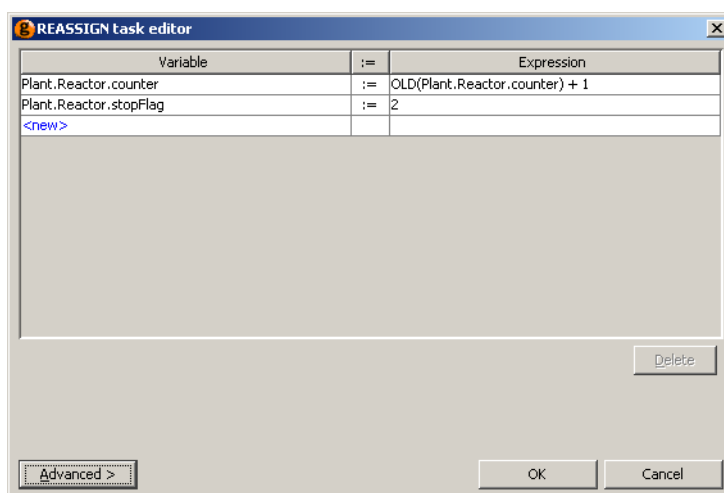 g REASSIGN task editor X
Variable := Expression
Plant.Reactor.counter := OLD(Plant.Reactor.counter) + 1
Plant.Reactor.stopFlag := 2
<new>
Delete
Advanced > OK Cancel